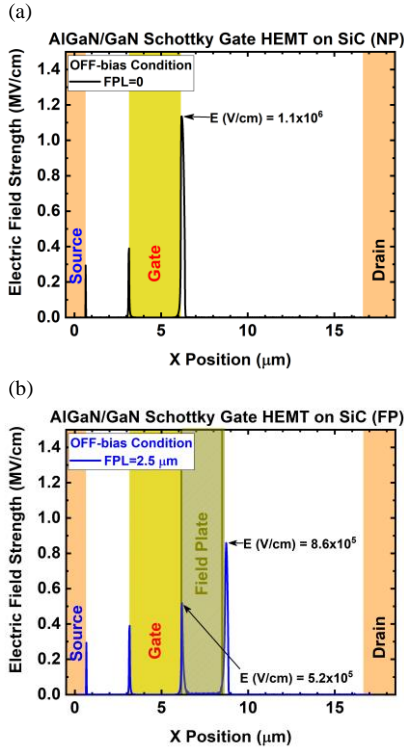 (a)
AlGaN/GaN Schottky Gate HEMT on SiC (NP)
OFF-bias Condition
FPL=0
E (V/cm) = 1.1x10⁶
Electric Field Strength (MV/cm)
1.4
1.2
1.0
0.8
0.6
0.4
0.2
0.0
Source
Gate
Drain
0 5 10 15
X Position (μm)
(b)
AlGaN/GaN Schottky Gate HEMT on SiC (FP)
OFF-bias Condition
FPL=2.5 μm
Field Plate
E (V/cm) = 8.6x10⁵
E (V/cm) = 5.2x10⁵
Electric Field Strength (MV/cm)
1.4
1.2
1.0
0.8
0.6
0.4
0.2
0.0
Source
Gate
Drain
0 5 10 15
X Position (μm)